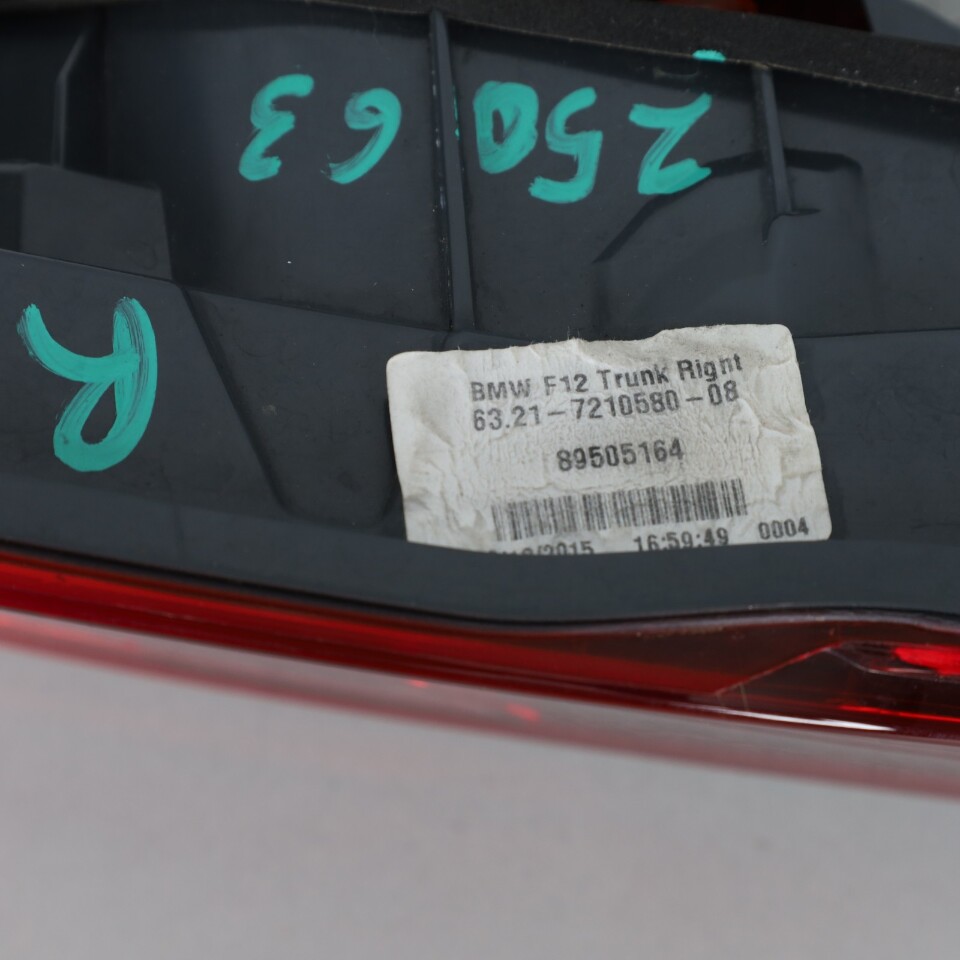 25063
R
BMW F12 Trunk Right
63.21-7210580-08
89505164
/2015 16:59:49 0004